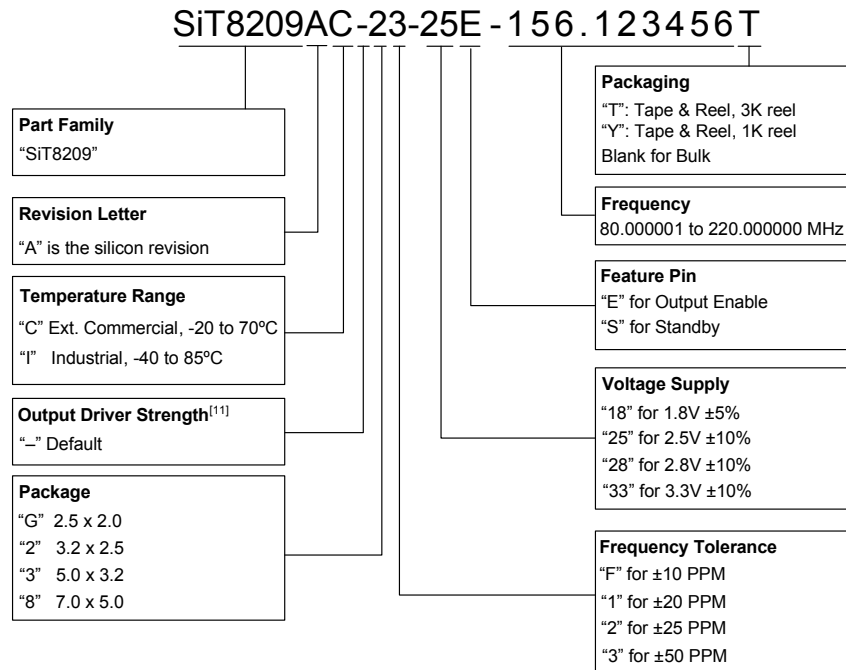 SiT8209AC-23-25E-156.123456T
Part Family
“SiT8209”
Revision Letter
“A” is the silicon revision
Temperature Range
“C” Ext. Commercial, -20 to 70ºC
“I” Industrial, -40 to 85ºC
Output Driver Strength[11]
“–” Default
Package
“G” 2.5 x 2.0
“2” 3.2 x 2.5
“3” 5.0 x 3.2
“8” 7.0 x 5.0
Packaging
“T”: Tape & Reel, 3K reel
“Y”: Tape & Reel, 1K reel
Blank for Bulk
Frequency
80.000001 to 220.000000 MHz
Feature Pin
“E” for Output Enable
“S” for Standby
Voltage Supply
“18” for 1.8V ±5%
“25” for 2.5V ±10%
“28” for 2.8V ±10%
“33” for 3.3V ±10%
Frequency Tolerance
“F” for ±10 PPM
“1” for ±20 PPM
“2” for ±25 PPM
“3” for ±50 PPM